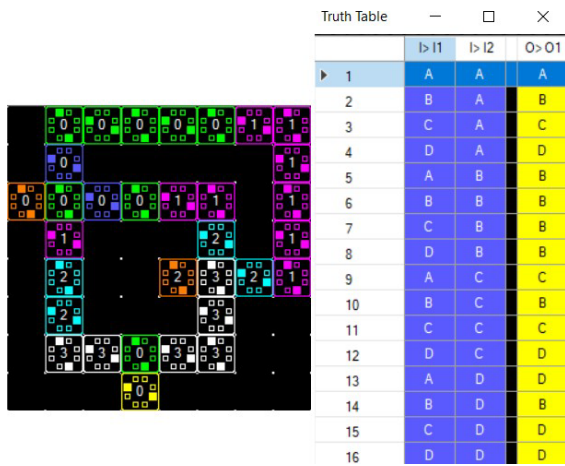 0 0 0 0 0 1 1
0 1
0 0 0 0 1 1 1
1 2 1
2 2 3 2 1
2 3
3 3 0 3 3
0
Truth Table
I> I1 I> I2 O> O1
1 A A A
2 B A B
3 C A C
4 D A D
5 A B B
6 B B B
7 C B B
8 D B B
9 A C C
10 B C B
11 C C C
12 D C D
13 A D D
14 B D B
15 C D D
16 D D D